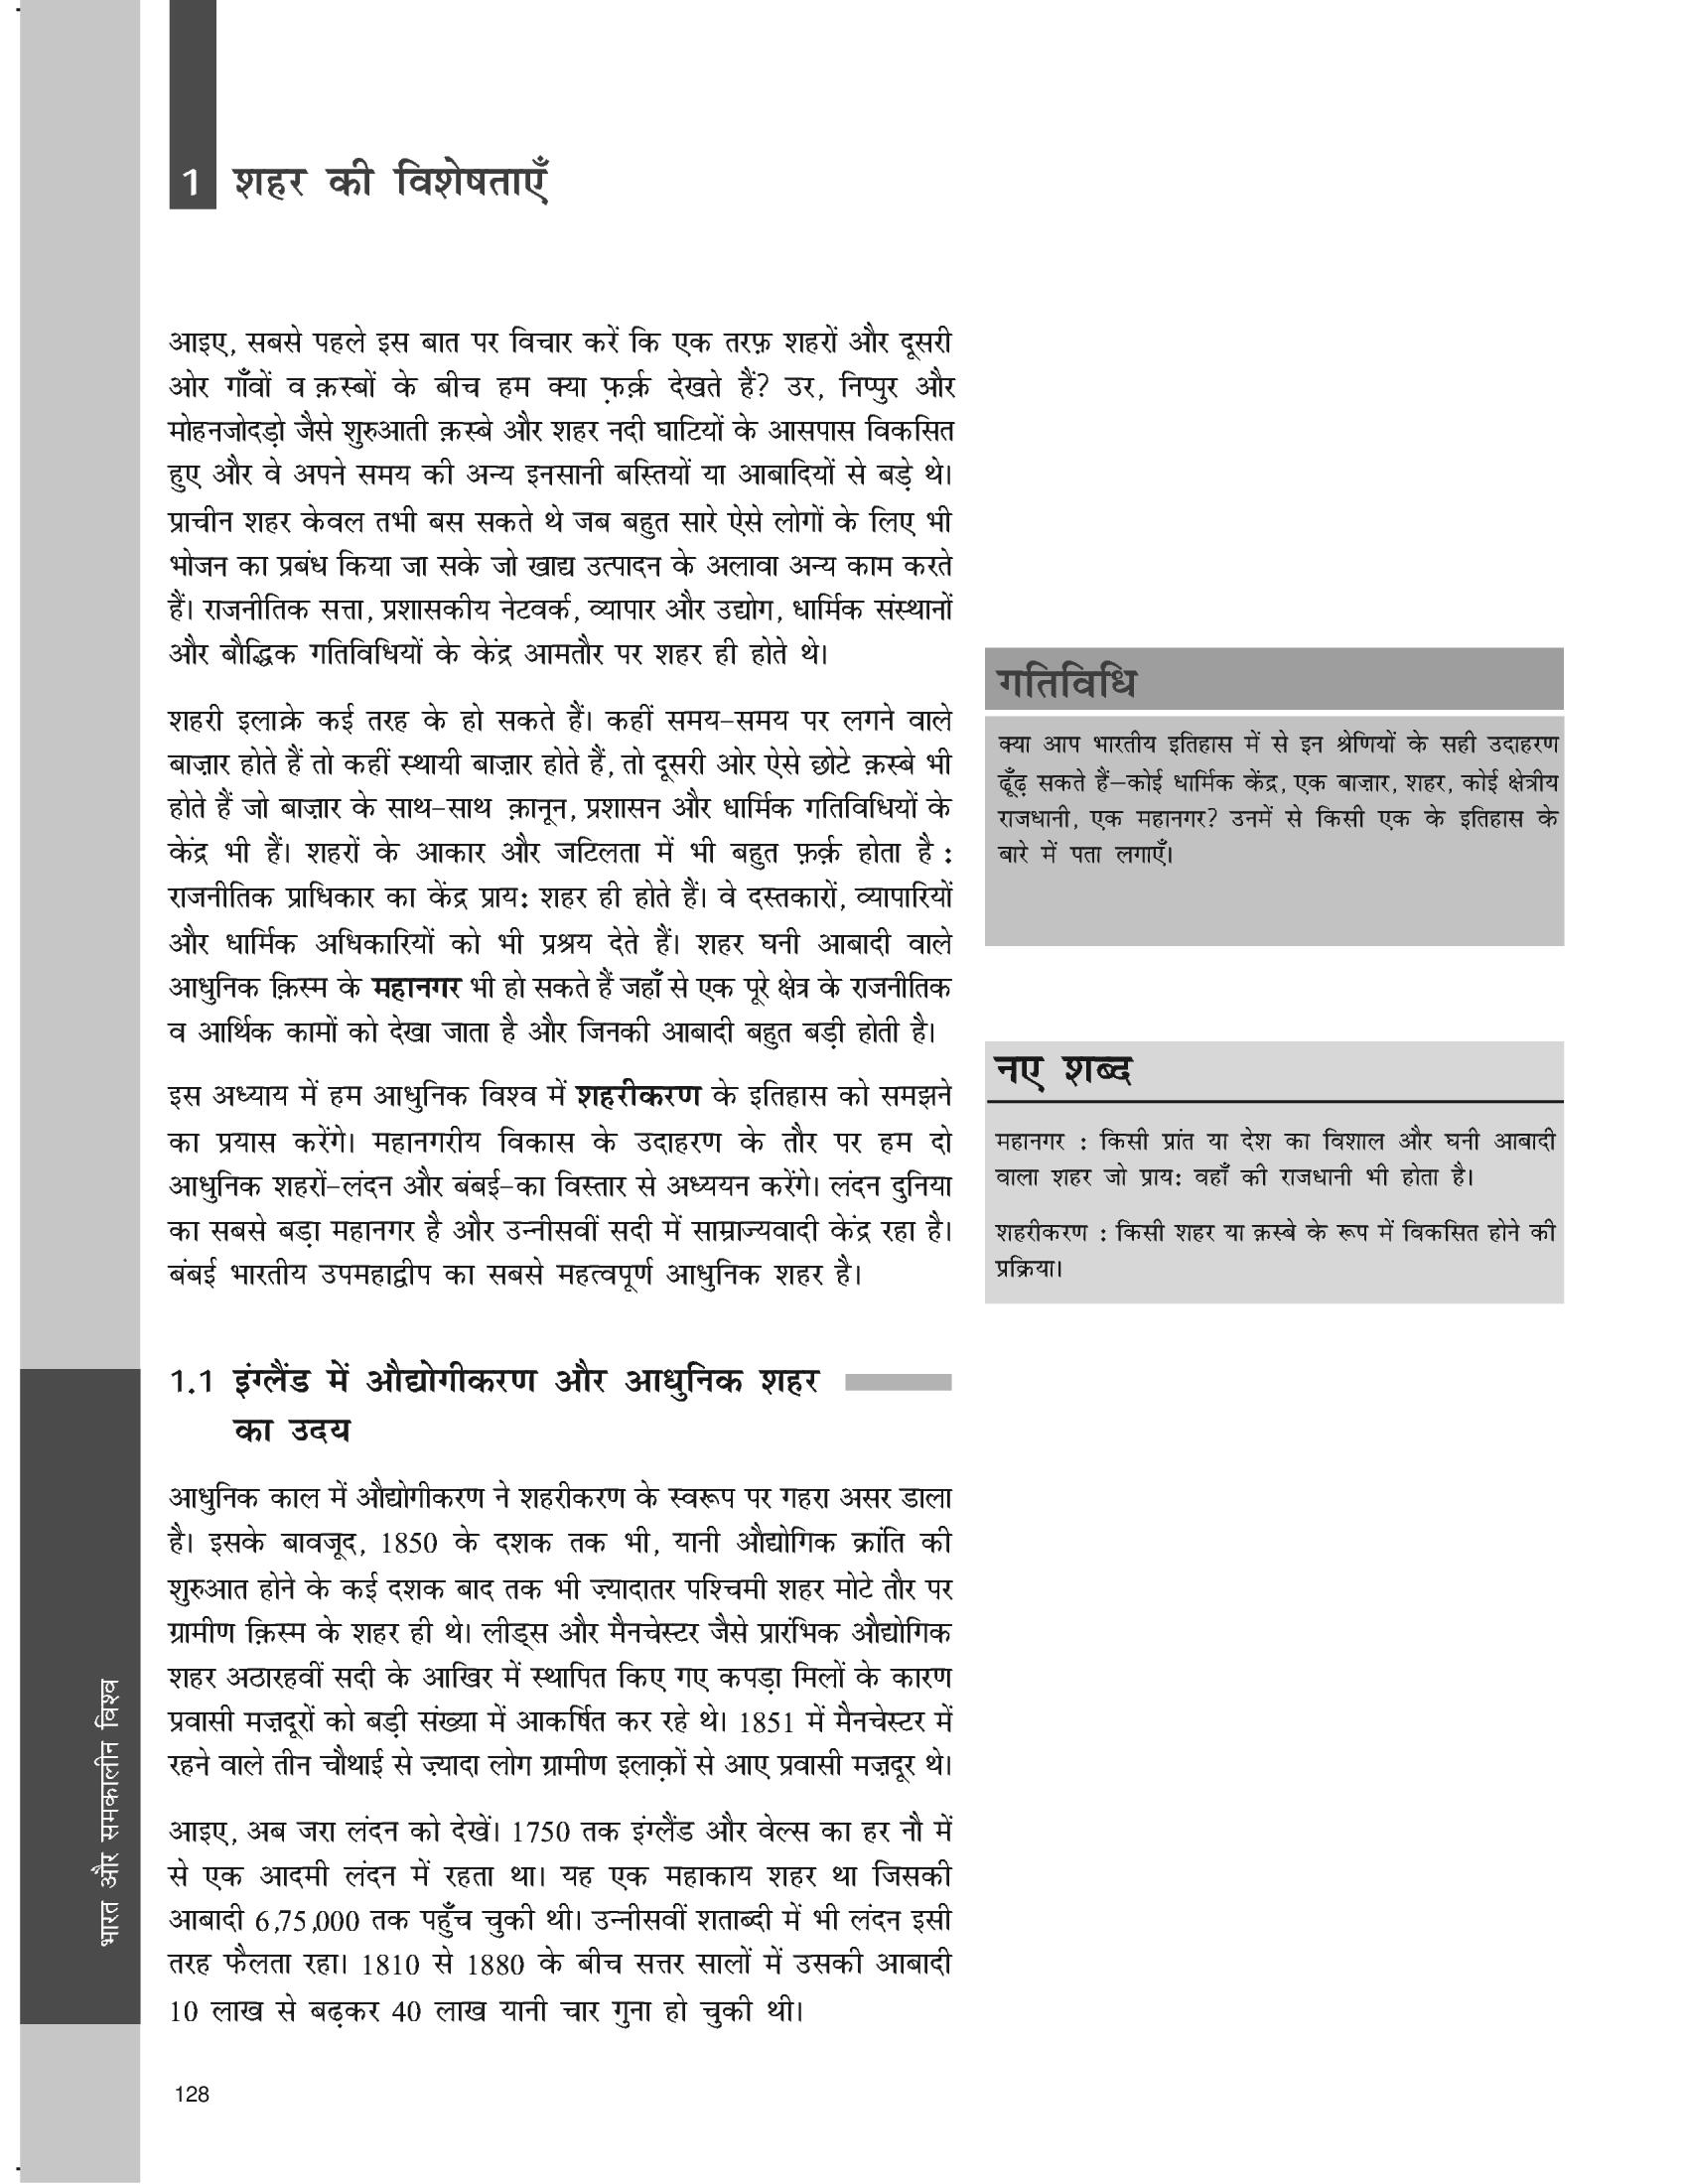 1 शहर की विशेषताएँ
आइए, सबसे पहले इस बात पर विचार करें कि एक तरफ़ शहरों और दूसरी
ओर गाँवों व क़स्बों के बीच हम क्या फ़र्क़ देखते हैं? उर, निप्पुर और
मोहनजोदड़ो जैसे शुरुआती क़स्बे और शहर नदी घाटियों के आसपास विकसित
हुए और वे अपने समय की अन्य इनसानी बस्तियों या आबादियों से बड़े थे।
प्राचीन शहर केवल तभी बस सकते थे जब बहुत सारे ऐसे लोगों के लिए भी
भोजन का प्रबंध किया जा सके जो खाद्य उत्पादन के अलावा अन्य काम करते
हैं। राजनीतिक सत्ता, प्रशासकीय नेटवर्क, व्यापार और उद्योग, धार्मिक संस्थानों
और बौद्धिक गतिविधियों के केंद्र आमतौर पर शहर ही होते थे।
शहरी इलाक़े कई तरह के हो सकते हैं। कहीं समय-समय पर लगने वाले
बाज़ार होते हैं तो कहीं स्थायी बाज़ार होते हैं, तो दूसरी ओर ऐसे छोटे क़स्बे भी
होते हैं जो बाज़ार के साथ-साथ क़ानून, प्रशासन और धार्मिक गतिविधियों के
केंद्र भी हैं। शहरों के आकार और जटिलता में भी बहुत फ़र्क़ होता है :
राजनीतिक प्राधिकार का केंद्र प्राय: शहर ही होते हैं। वे दस्तकारों, व्यापारियों
और धार्मिक अधिकारियों को भी प्रश्रय देते हैं। शहर घनी आबादी वाले
आधुनिक क़िस्म के महानगर भी हो सकते हैं जहाँ से एक पूरे क्षेत्र के राजनीतिक
व आर्थिक कामों को देखा जाता है और जिनकी आबादी बहुत बड़ी होती है।
इस अध्याय में हम आधुनिक विश्व में शहरीकरण के इतिहास को समझने
का प्रयास करेंगे। महानगरीय विकास के उदाहरण के तौर पर हम दो
आधुनिक शहरों-लंदन और बंबई-का विस्तार से अध्ययन करेंगे। लंदन दुनिया
का सबसे बड़ा महानगर है और उन्नीसवीं सदी में साम्राज्यवादी केंद्र रहा है।
बंबई भारतीय उपमहाद्वीप का सबसे महत्वपूर्ण आधुनिक शहर है।
1.1 इंग्लैंड में औद्योगीकरण और आधुनिक शहर
का उदय
आधुनिक काल में औद्योगीकरण ने शहरीकरण के स्वरूप पर गहरा असर डाला
है। इसके बावजूद, 1850 के दशक तक भी, यानी औद्योगिक क्रांति की
शुरुआत होने के कई दशक बाद तक भी ज़्यादातर पश्चिमी शहर मोटे तौर पर
ग्रामीण क़िस्म के शहर ही थे। लीड्स और मैनचेस्टर जैसे प्रारंभिक औद्योगिक
शहर अठारहवीं सदी के आखिर में स्थापित किए गए कपड़ा मिलों के कारण
प्रवासी मज़दूरों को बड़ी संख्या में आकर्षित कर रहे थे। 1851 में मैनचेस्टर में
रहने वाले तीन चौथाई से ज़्यादा लोग ग्रामीण इलाक़ों से आए प्रवासी मज़दूर थे।
आइए, अब जरा लंदन को देखें। 1750 तक इंग्लैंड और वेल्स का हर नौ में
से एक आदमी लंदन में रहता था। यह एक महाकाय शहर था जिसकी
आबादी 6,75,000 तक पहुँच चुकी थी। उन्नीसवीं शताब्दी में भी लंदन इसी
तरह फैलता रहा। 1810 से 1880 के बीच सत्तर सालों में उसकी आबादी
10 लाख से बढ़कर 40 लाख यानी चार गुना हो चुकी थी।
गतिविधि
क्या आप भारतीय इतिहास में से इन श्रेणियों के सही उदाहरण
ढूँढ़ सकते हैं—कोई धार्मिक केंद्र, एक बाज़ार, शहर, कोई क्षेत्रीय
राजधानी, एक महानगर? उनमें से किसी एक के इतिहास के
बारे में पता लगाएँ।
नए शब्द
महानगर : किसी प्रांत या देश का विशाल और घनी आबादी
वाला शहर जो प्राय: वहाँ की राजधानी भी होता है।
शहरीकरण : किसी शहर या क़स्बे के रूप में विकसित होने की
प्रक्रिया।
भारत और समकालीन विश्व
128